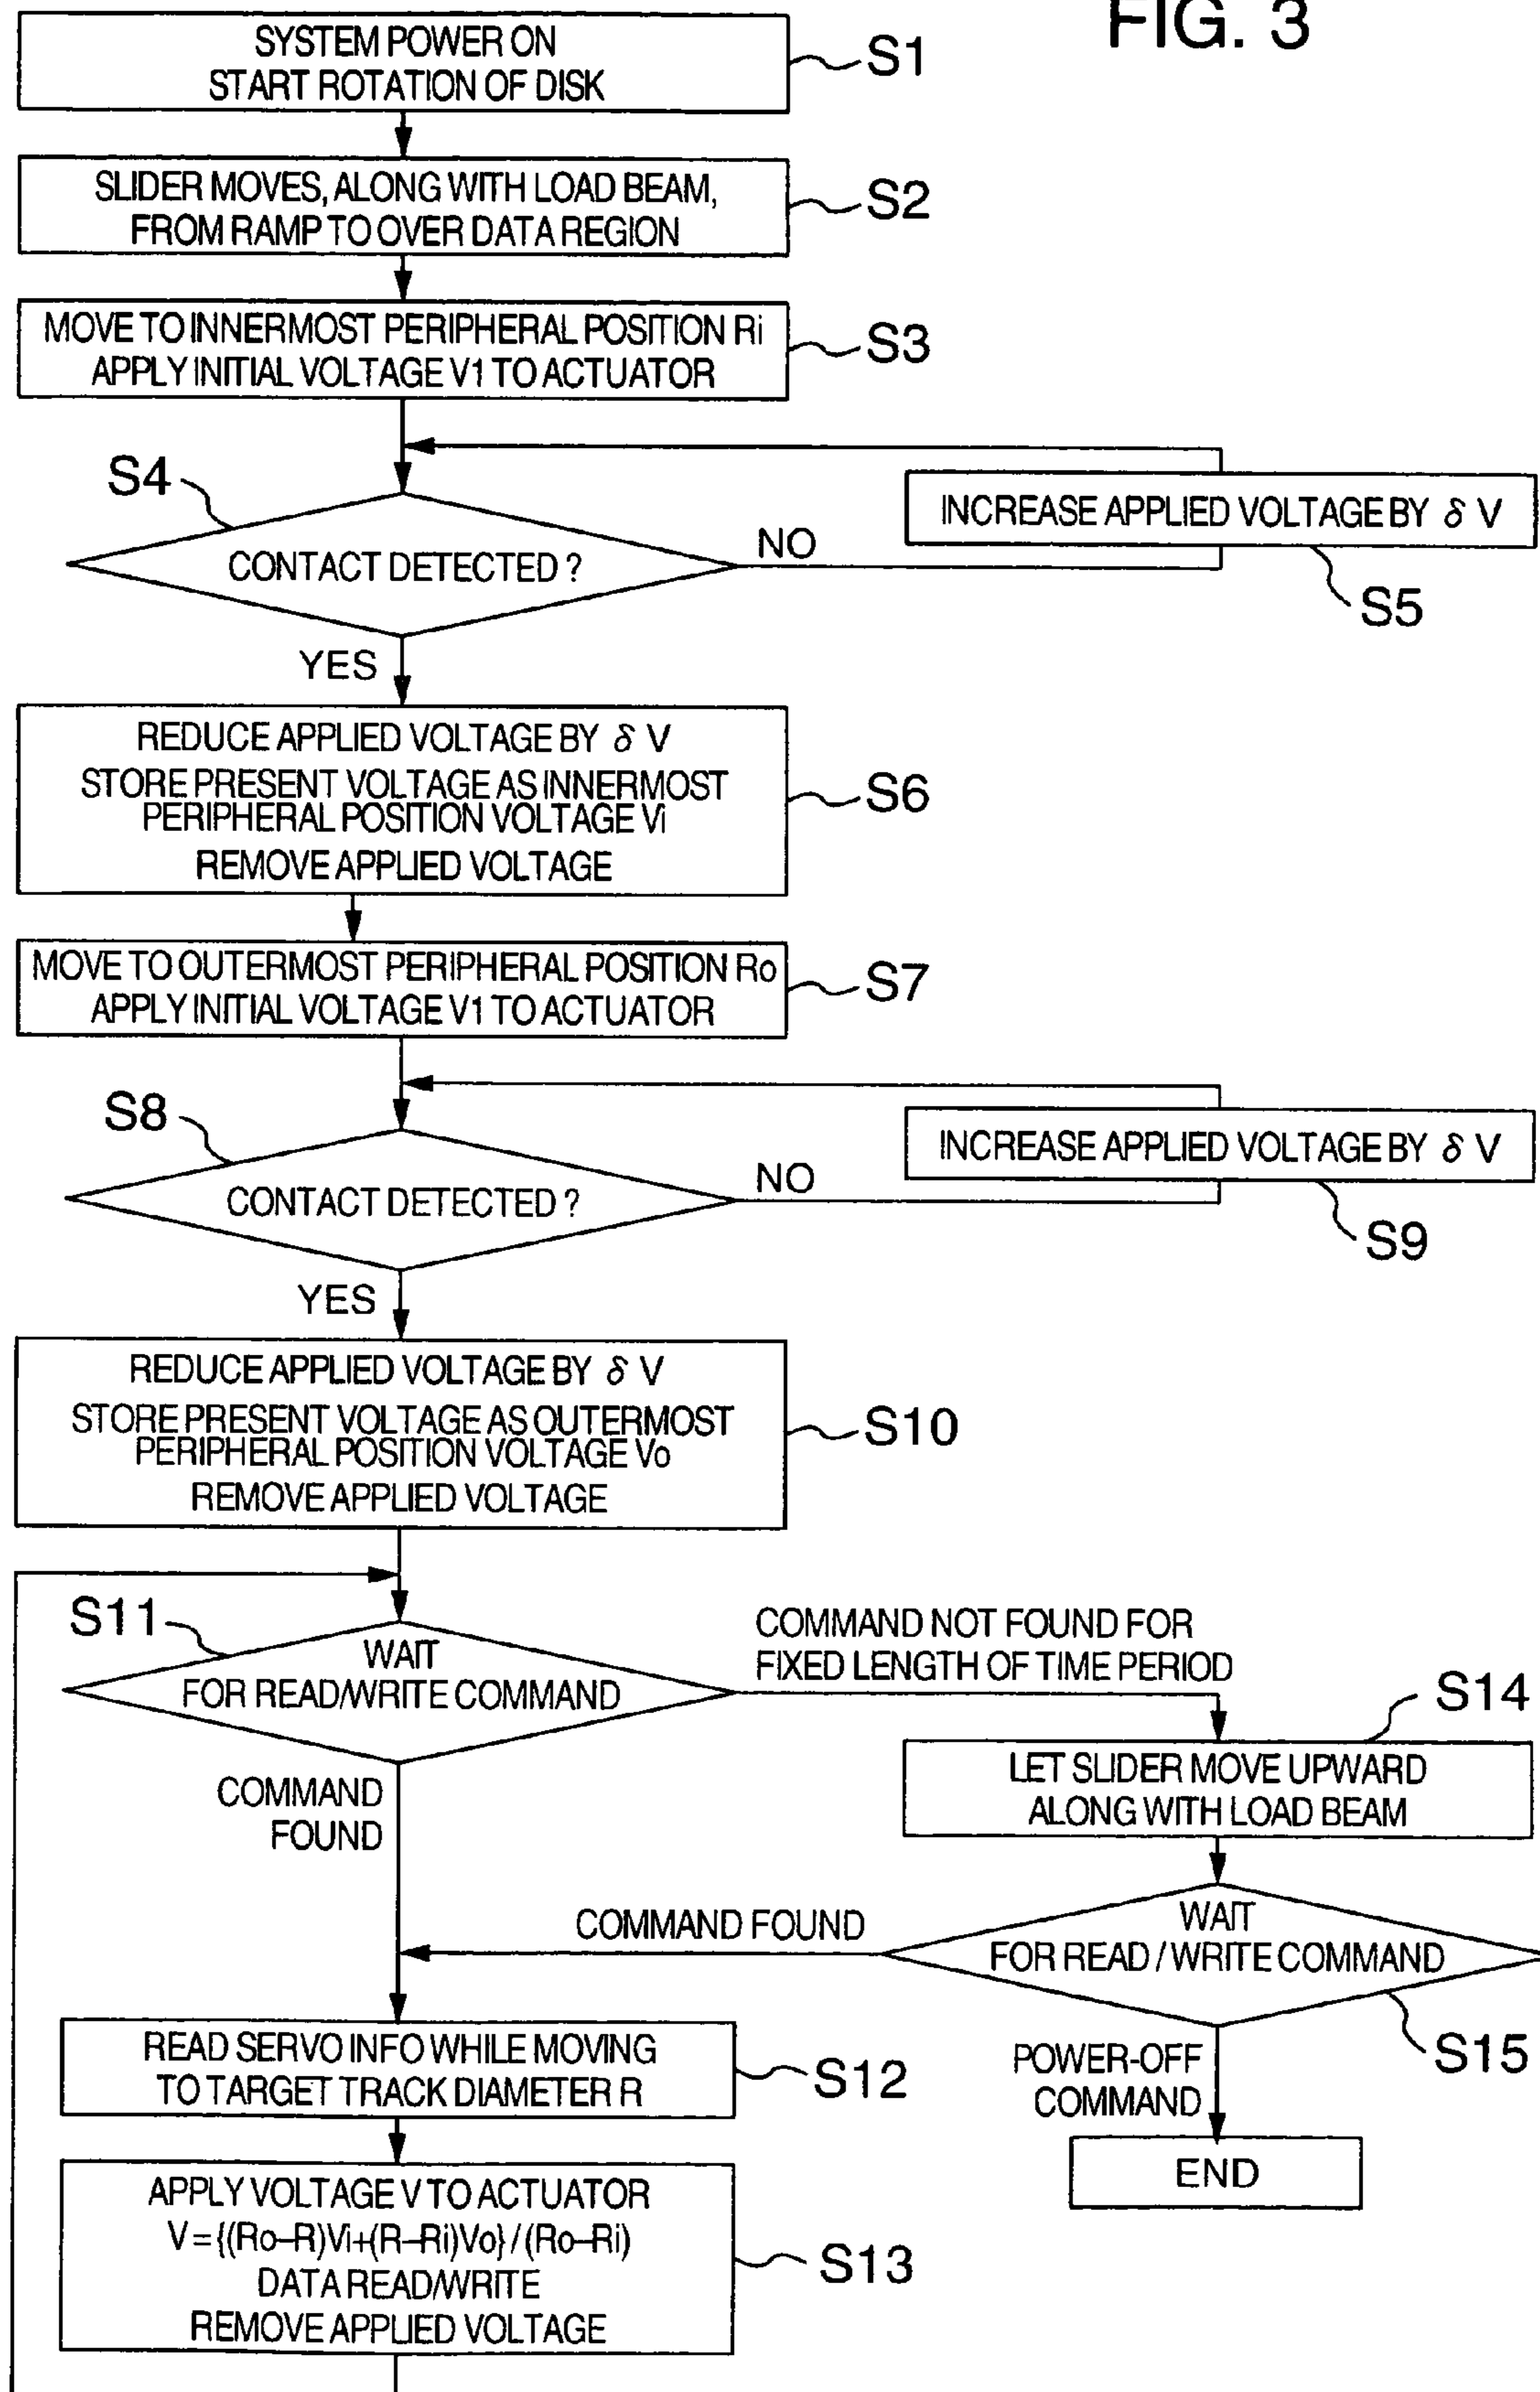 FIG. 3
SYSTEM POWER ON
START ROTATION OF DISK
S1
SLIDER MOVES, ALONG WITH LOAD BEAM,
FROM RAMP TO OVER DATA REGION
S2
MOVE TO INNERMOST PERIPHERAL POSITION Ri
APPLY INITIAL VOLTAGE V1 TO ACTUATOR
S3
S4
CONTACT DETECTED ?
NO
INCREASE APPLIED VOLTAGE BY δ V
S5
YES
REDUCE APPLIED VOLTAGE BY δ V
STORE PRESENT VOLTAGE AS INNERMOST
PERIPHERAL POSITION VOLTAGE Vi
REMOVE APPLIED VOLTAGE
S6
MOVE TO OUTERMOST PERIPHERAL POSITION Ro
APPLY INITIAL VOLTAGE V1 TO ACTUATOR
S7
S8
CONTACT DETECTED ?
NO
INCREASE APPLIED VOLTAGE BY δ V
S9
YES
REDUCE APPLIED VOLTAGE BY δ V
STORE PRESENT VOLTAGE AS OUTERMOST
PERIPHERAL POSITION VOLTAGE Vo
REMOVE APPLIED VOLTAGE
S10
S11
WAIT
FOR READ/WRITE COMMAND
COMMAND NOT FOUND FOR
FIXED LENGTH OF TIME PERIOD
S14
LET SLIDER MOVE UPWARD
ALONG WITH LOAD BEAM
COMMAND
FOUND
COMMAND FOUND
WAIT
FOR READ / WRITE COMMAND
S15
POWER-OFF
COMMAND
END
READ SERVO INFO WHILE MOVING
TO TARGET TRACK DIAMETER R
S12
APPLY VOLTAGE V TO ACTUATOR
V={(Ro–R)Vi+(R–Ri)Vo}/(Ro–Ri)
DATA READ/WRITE
REMOVE APPLIED VOLTAGE
S13